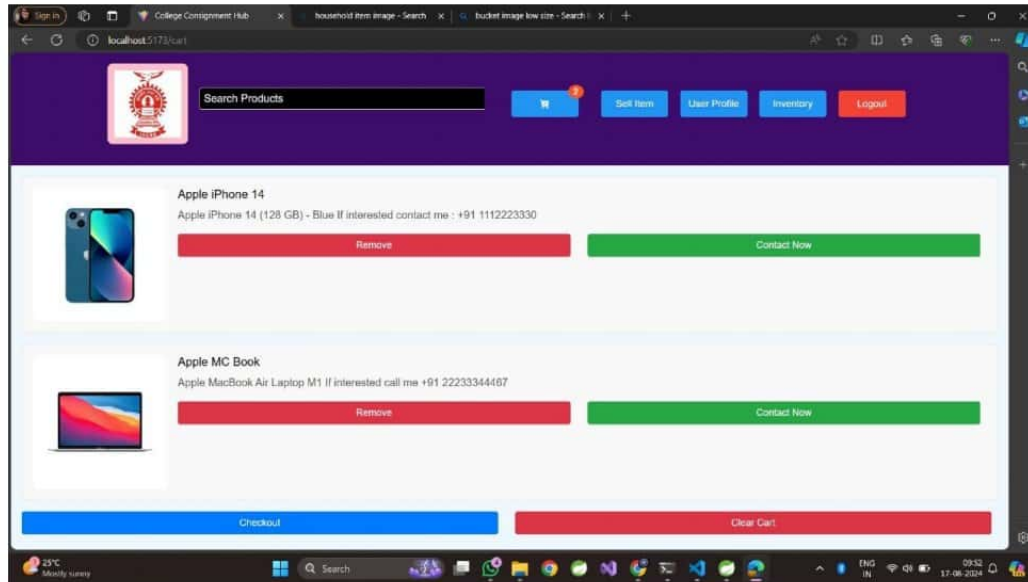 Sign in
College Consignment Hub
household item image - Search
bucket image low size - Search
localhost:5173/cart
Search Products
2
Sell Item
User Profile
Inventory
Logout
Apple iPhone 14
Apple iPhone 14 (128 GB) - Blue If interested contact me : +91 1112223330
Remove
Contact Now
Apple MC Book
Apple MacBook Air Laptop M1 If interested call me +91 22233344467
Remove
Contact Now
Checkout
Clear Cart
25°C
Mostly sunny
Search
ENG
IN
09:52
17-06-2024